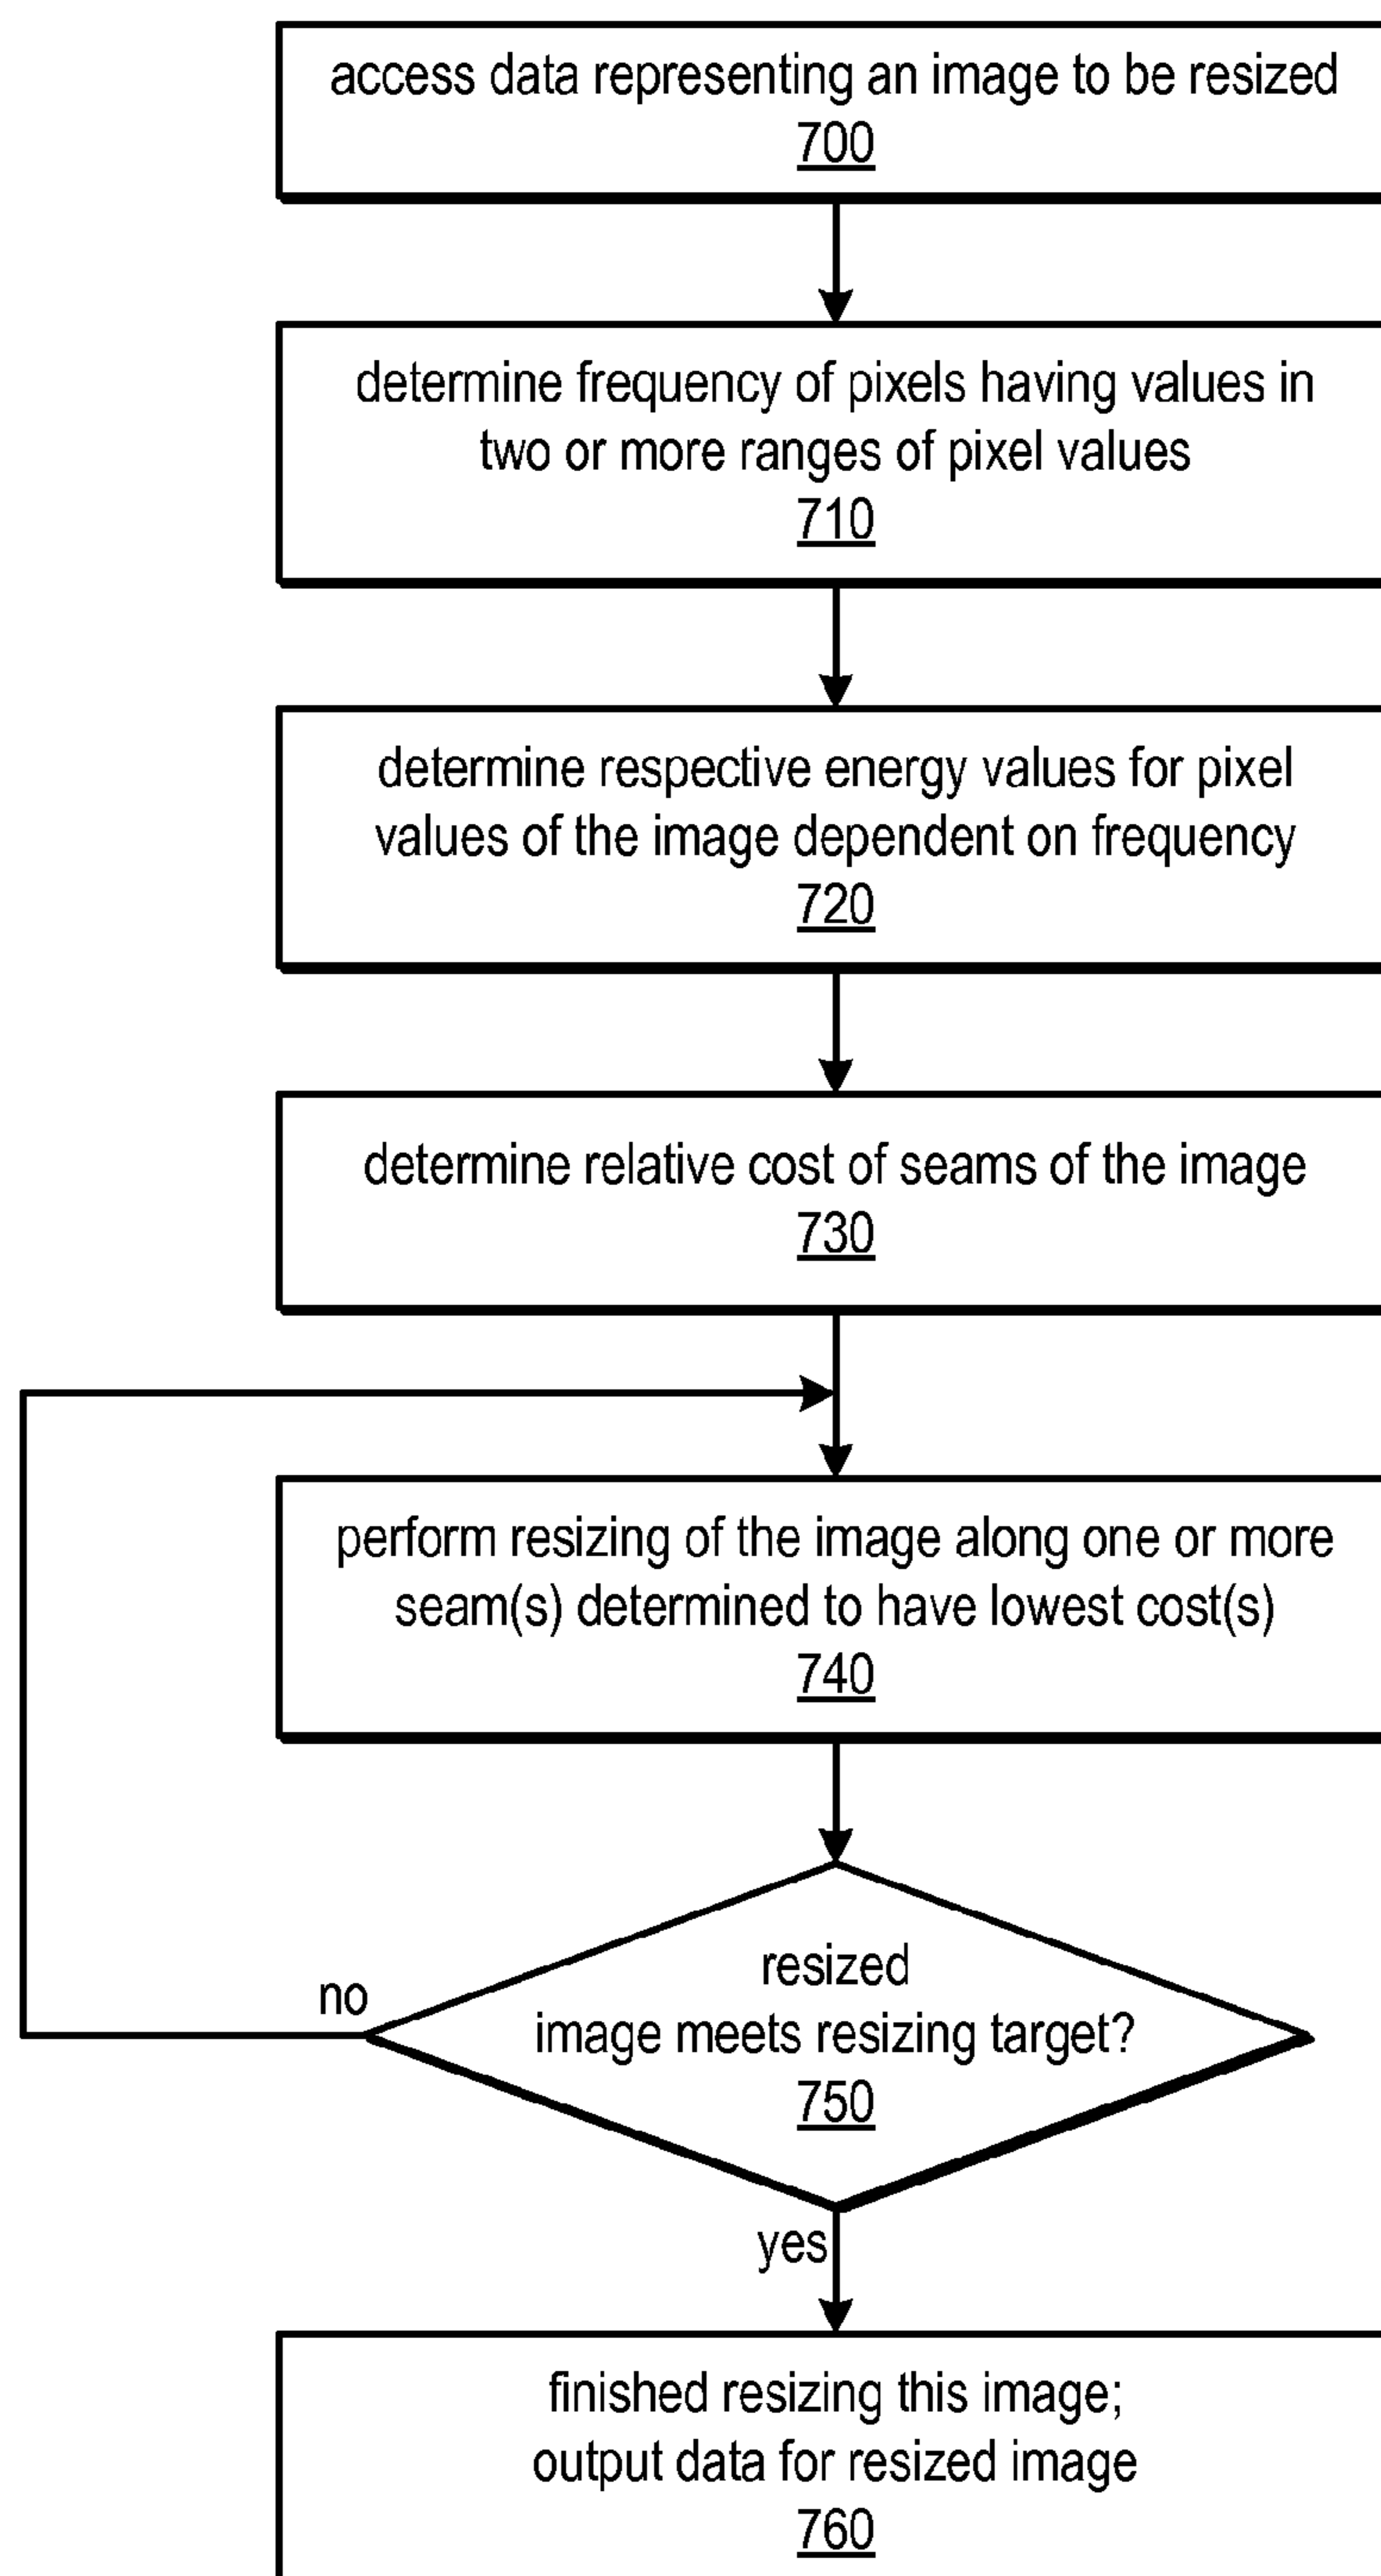 access data representing an image to be resized
700
determine frequency of pixels having values in
two or more ranges of pixel values
710
determine respective energy values for pixel
values of the image dependent on frequency
720
determine relative cost of seams of the image
730
perform resizing of the image along one or more
seam(s) determined to have lowest cost(s)
740
resized
image meets resizing target?
750
no
yes
finished resizing this image;
output data for resized image
760